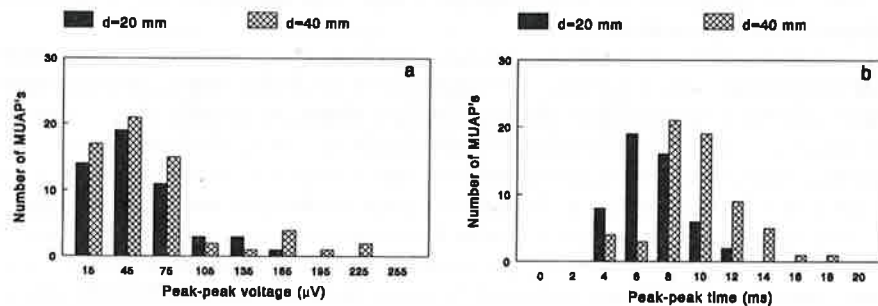 d=20 mm d=40 mm
a
Number of MUAP's
30
20
10
0
15 45 75 105 135 165 195 225 255
Peak-peak voltage (μV)
d=20 mm d=40 mm
b
Number of MUAP's
30
20
10
0
0 2 4 6 8 10 12 14 16 18 20
Peak-peak time (ms)